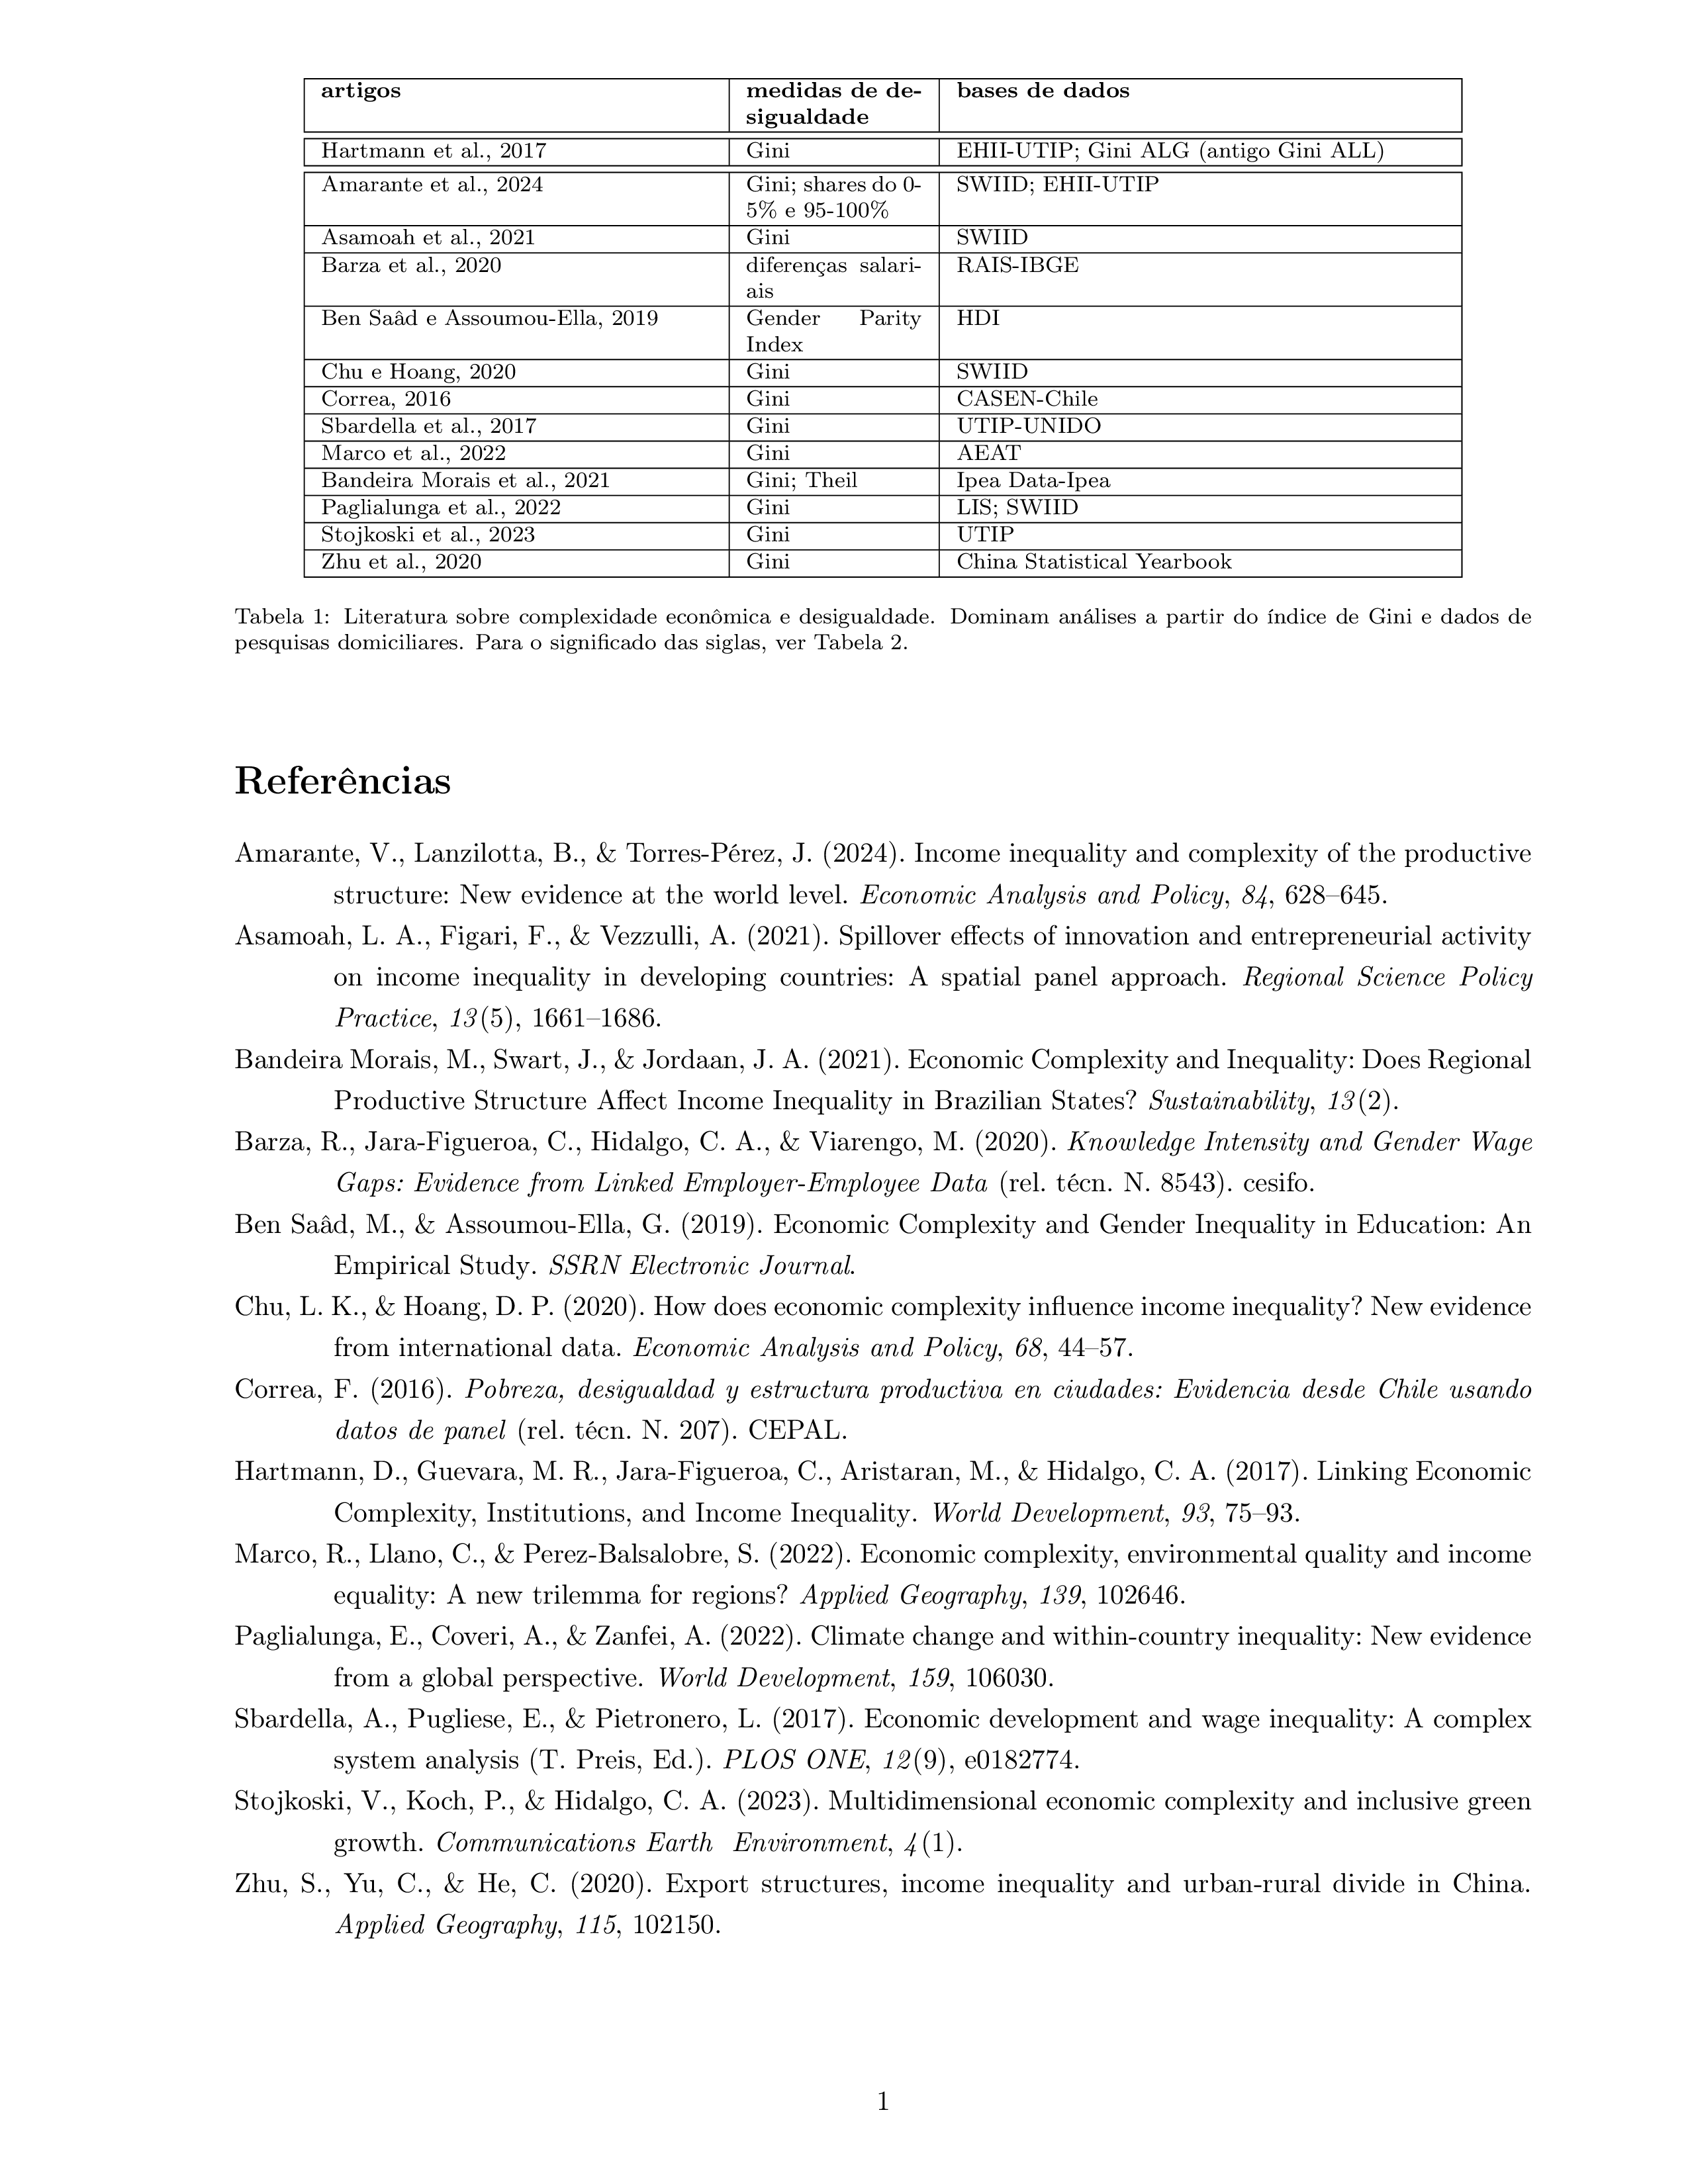 artigos medidas de de- bases de dados
sigualdade
Hartmann et al., 2017 Gini EHII-UTIP; Gini ALG (antigo Gini ALL)
Amarante et al., 2024 Gini; shares do 0- SWIID; EHII-UTIP
5% e 95-100%
Asamoah et al., 2021 Gini SWIID
Barza et al., 2020 diferenças salari- RAIS-IBGE
ais
Ben Saâd e Assoumou-Ella, 2019 Gender Parity HDI
Index
Chu e Hoang, 2020 Gini SWIID
Correa, 2016 Gini CASEN-Chile
Sbardella et al., 2017 Gini UTIP-UNIDO
Marco et al., 2022 Gini AEAT
Bandeira Morais et al., 2021 Gini; Theil Ipea Data-Ipea
Paglialunga et al., 2022 Gini LIS; SWIID
Stojkoski et al., 2023 Gini UTIP
Zhu et al., 2020 Gini China Statistical Yearbook
Tabela 1: Literatura sobre complexidade econômica e desigualdade. Dominam análises a partir do índice de Gini e dados de
pesquisas domiciliares. Para o significado das siglas, ver Tabela 2.
Referências
Amarante, V., Lanzilotta, B., & Torres-Pérez, J. (2024). Income inequality and complexity of the productive
structure: New evidence at the world level. Economic Analysis and Policy, 84, 628–645.
Asamoah, L. A., Figari, F., & Vezzulli, A. (2021). Spillover effects of innovation and entrepreneurial activity
on income inequality in developing countries: A spatial panel approach. Regional Science Policy
Practice, 13(5), 1661–1686.
Bandeira Morais, M., Swart, J., & Jordaan, J. A. (2021). Economic Complexity and Inequality: Does Regional
Productive Structure Affect Income Inequality in Brazilian States? Sustainability, 13(2).
Barza, R., Jara-Figueroa, C., Hidalgo, C. A., & Viarengo, M. (2020). Knowledge Intensity and Gender Wage
Gaps: Evidence from Linked Employer-Employee Data (rel. técn. N. 8543). cesifo.
Ben Saâd, M., & Assoumou-Ella, G. (2019). Economic Complexity and Gender Inequality in Education: An
Empirical Study. SSRN Electronic Journal.
Chu, L. K., & Hoang, D. P. (2020). How does economic complexity influence income inequality? New evidence
from international data. Economic Analysis and Policy, 68, 44–57.
Correa, F. (2016). Pobreza, desigualdad y estructura productiva en ciudades: Evidencia desde Chile usando
datos de panel (rel. técn. N. 207). CEPAL.
Hartmann, D., Guevara, M. R., Jara-Figueroa, C., Aristaran, M., & Hidalgo, C. A. (2017). Linking Economic
Complexity, Institutions, and Income Inequality. World Development, 93, 75–93.
Marco, R., Llano, C., & Perez-Balsalobre, S. (2022). Economic complexity, environmental quality and income
equality: A new trilemma for regions? Applied Geography, 139, 102646.
Paglialunga, E., Coveri, A., & Zanfei, A. (2022). Climate change and within-country inequality: New evidence
from a global perspective. World Development, 159, 106030.
Sbardella, A., Pugliese, E., & Pietronero, L. (2017). Economic development and wage inequality: A complex
system analysis (T. Preis, Ed.). PLOS ONE, 12(9), e0182774.
Stojkoski, V., Koch, P., & Hidalgo, C. A. (2023). Multidimensional economic complexity and inclusive green
growth. Communications Earth Environment, 4(1).
Zhu, S., Yu, C., & He, C. (2020). Export structures, income inequality and urban-rural divide in China.
Applied Geography, 115, 102150.
1